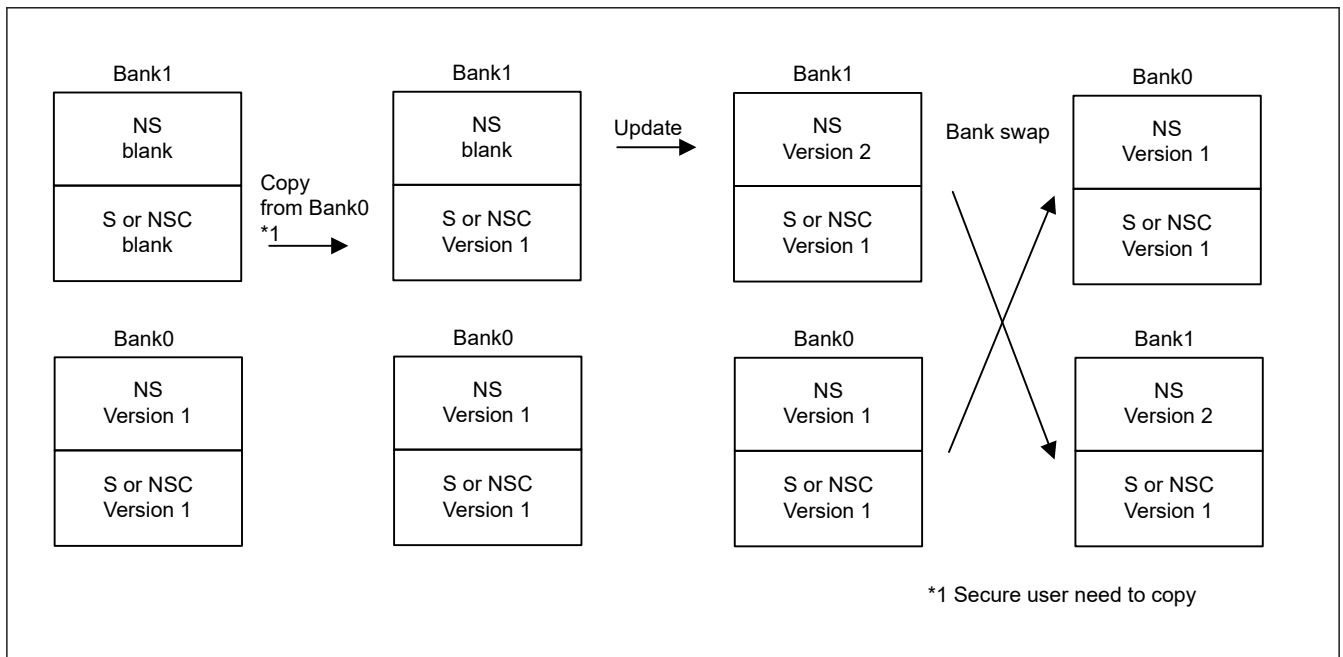 Bank1
NS
blank
S or NSC
blank
Copy
from Bank0
*1
Bank1
NS
blank
S or NSC
Version 1
Update
Bank1
NS
Version 2
S or NSC
Version 1
Bank swap
Bank0
NS
Version 1
S or NSC
Version 1
Bank0
NS
Version 1
S or NSC
Version 1
Bank0
NS
Version 1
S or NSC
Version 1
Bank0
NS
Version 1
S or NSC
Version 1
Bank1
NS
Version 2
S or NSC
Version 1
*1 Secure user need to copy